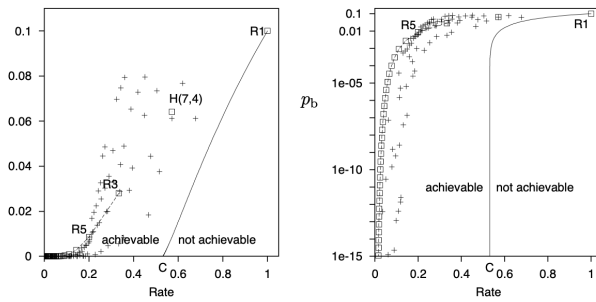 0.1
0.08
0.06
0.04
0.02
0
0 0.2 0.4 0.6 0.8 1
C
Rate
R1
H(7,4)
R3
R5
achievable not achievable
p_b
0.1
0.01
1e-05
1e-10
1e-15
0 0.2 0.4 0.6 0.8 1
C
Rate
R5
R1
achievable not achievable